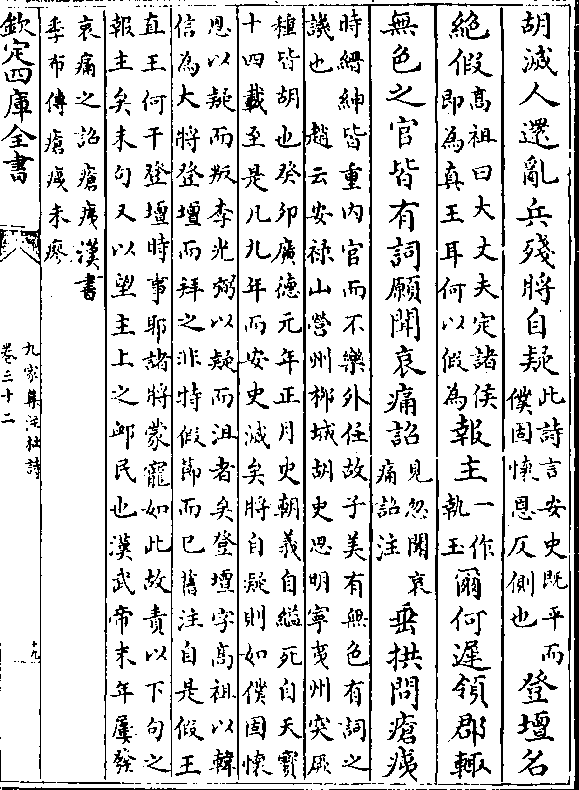 胡滅人還亂兵殘將自疑此詩言安史既平而
僕固懷恩反側也登壇名
絶假髙祖曰大丈夫定諸侯
即為真王耳何以假為報主一作
執玉爾何遲領郡輒
無色之官皆有詞願聞哀痛詔見忽聞哀
痛詔注垂拱問瘡痍
時縉紳皆重内官而不樂外任故子美有無色有詞之
譏也 趙云安禄山營州栁城胡史思明寧夷州突厥
種皆胡也癸卯廣德元年正月史朝義自縊死自天寳
十四載至是凡九年而安史滅矣將自疑則如僕固懷
恩以疑而叛李光弼以疑而沮者矣登壇字髙祖以韓
信為大將登壇而拜之非特假節而已舊注自是假王
直王何干登壇時事耶諸將蒙寵如此故責以下句之
報主矣末句又以望主上之恤民也漢武帝末年屢發
哀痛之詔瘡痍漢書
季布傳瘡痍未瘳
欽定四庫全書
九家集注杜詩
卷三十二
十九